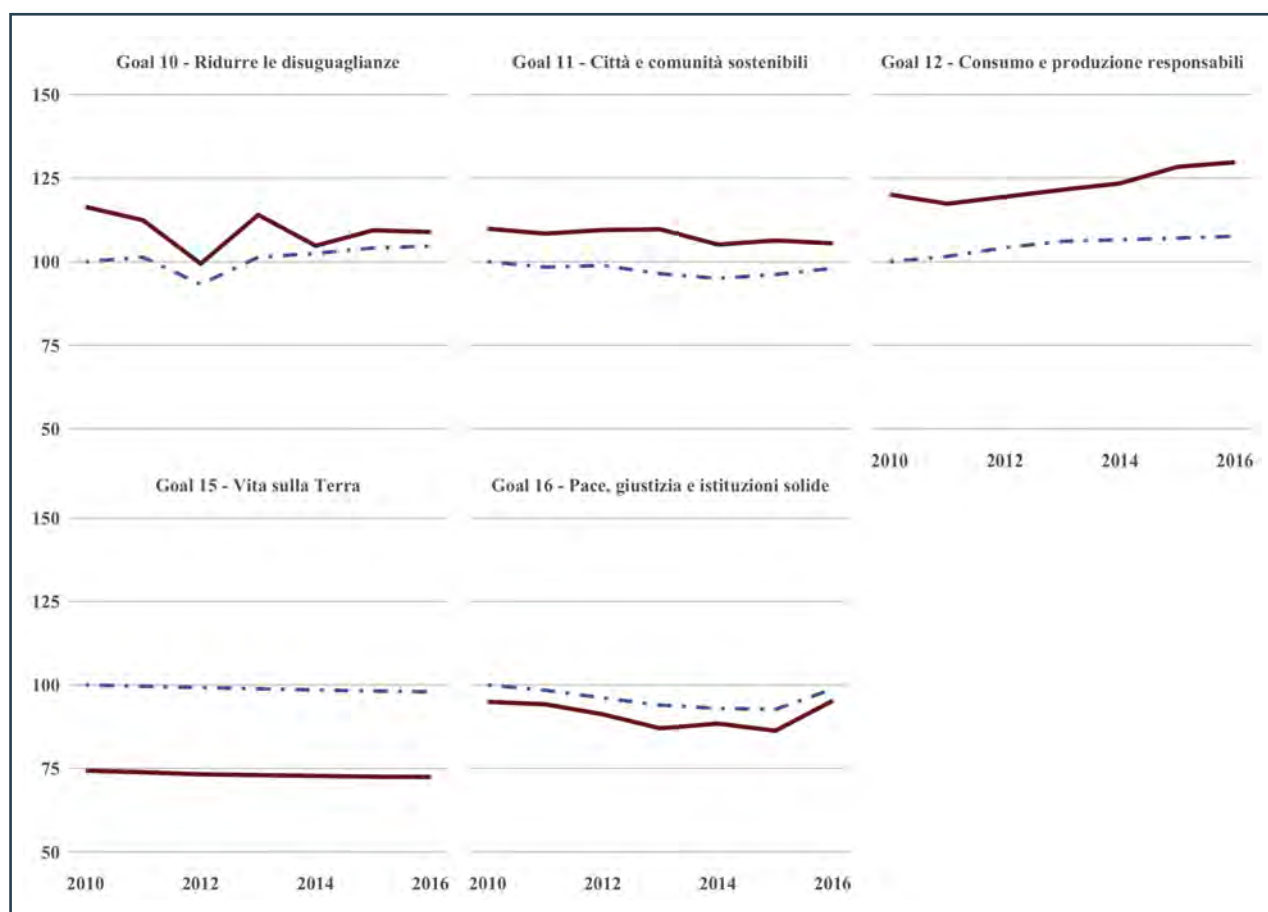 Goal 10 - Ridurre le disuguaglianze
Goal 11 - Città e comunità sostenibili
Goal 12 - Consumo e produzione responsabili
150
125
100
75
50
2010 2012 2014 2016
Goal 15 - Vita sulla Terra
Goal 16 - Pace, giustizia e istituzioni solide
150
125
100
75
50
2010 2012 2014 2016
2010 2012 2014 2016